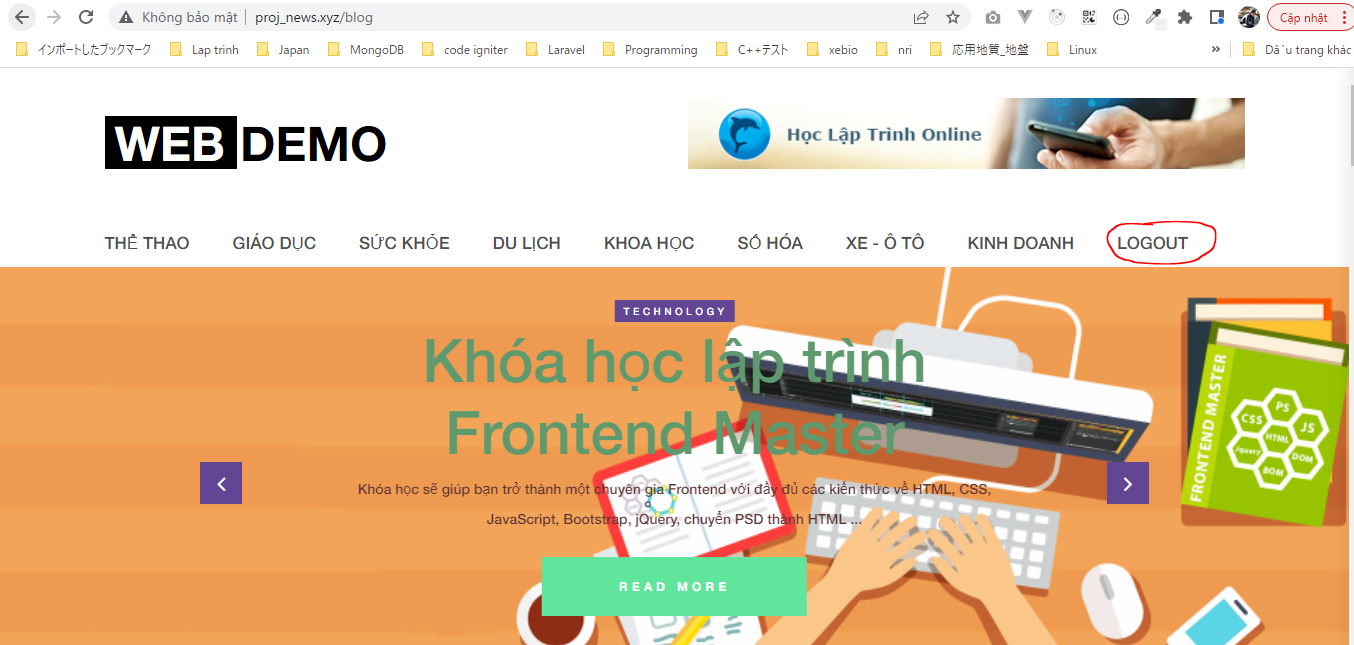 Không bảo mật proj_news.xyz/blog Cập nhật
インポートしたブックマーク Lap trinh Japan MongoDB code igniter Laravel Programming C++テスト xebio nri 応用地質_地盤 Linux » Dấu trang khác
WEB DEMO
Học Lập Trình Online
THỂ THAO GIÁO DỤC SỨC KHỎE DU LỊCH KHOA HỌC SỐ HÓA XE - Ô TÔ KINH DOANH LOGOUT
TECHNOLOGY
Khóa học lập trình
Frontend Master
Khóa học sẽ giúp bạn trở thành một chuyên gia Frontend với đầy đủ các kiến thức về HTML, CSS,
JavaScript, Bootstrap, jQuery, chuyển PSD thành HTML ...
READ MORE
FRONTEND MASTER
PS
CSS
JS
HTML
Jquery
DOM
BOM